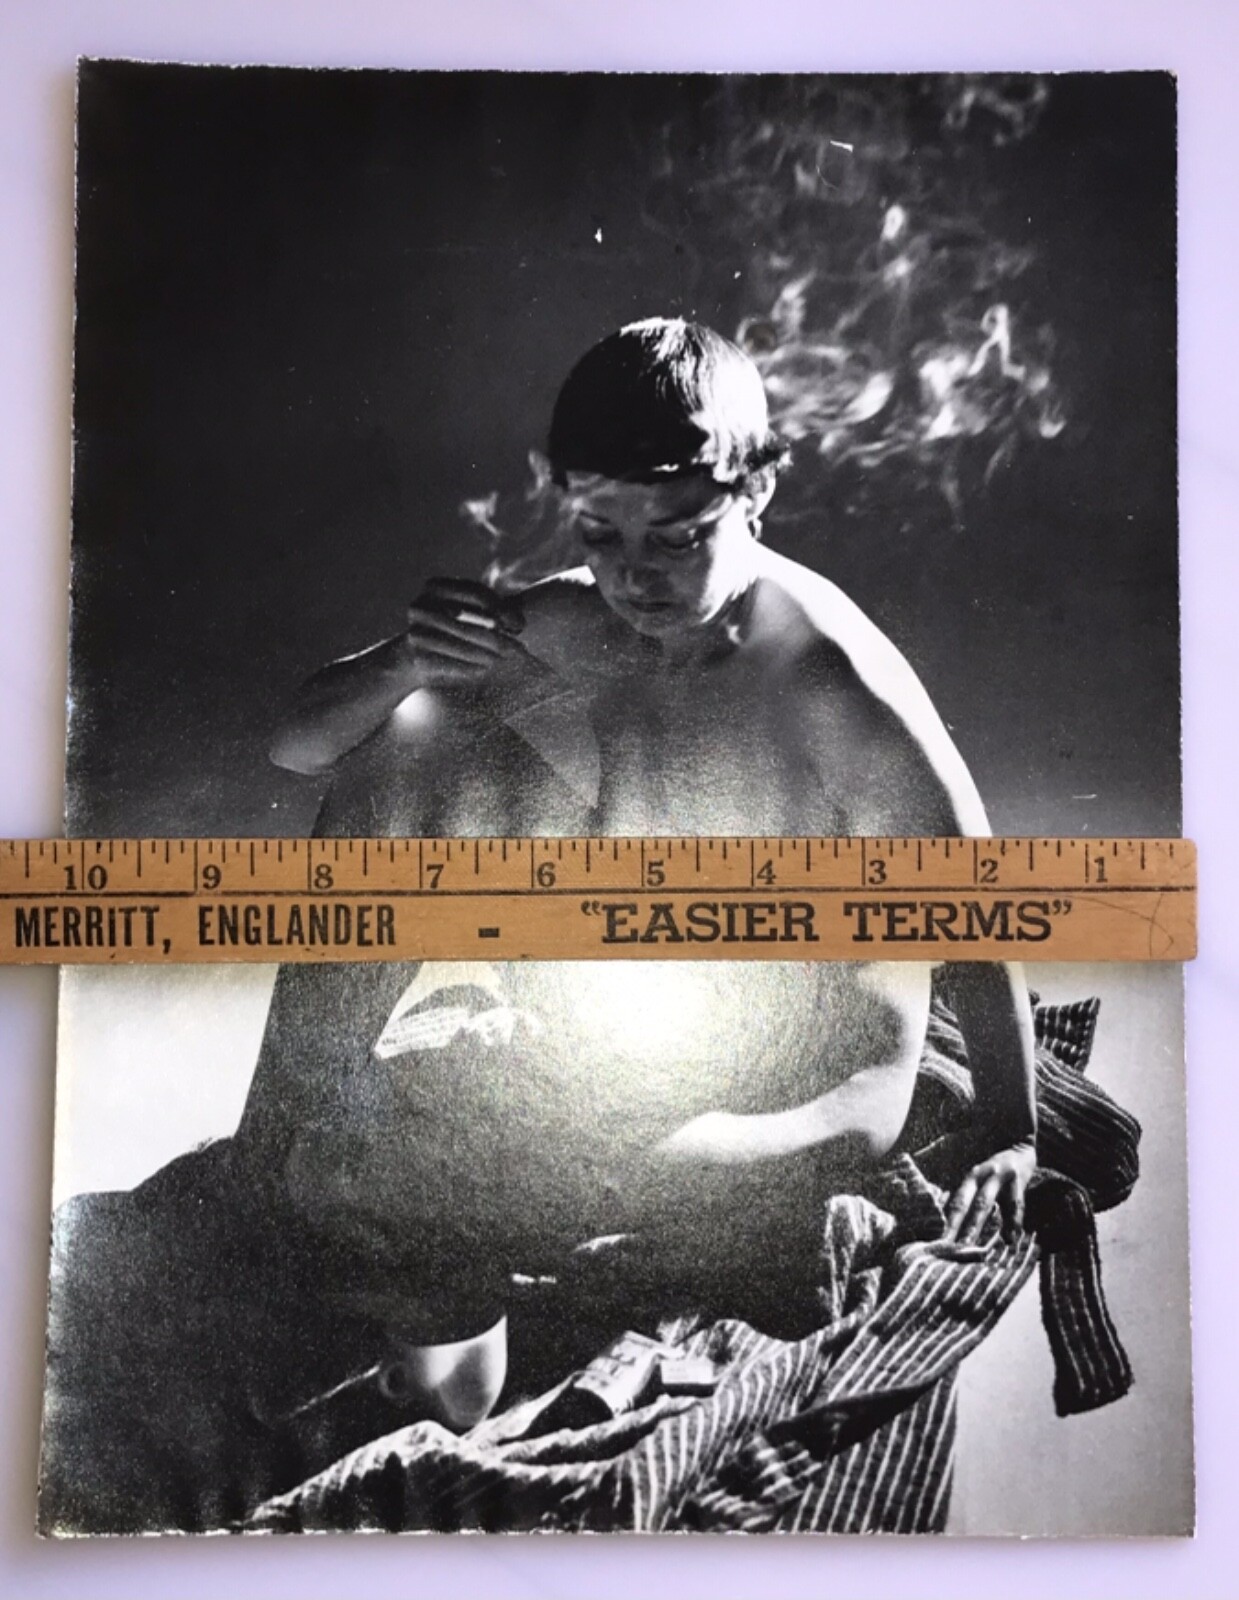 10 9 8 7 6 5 4 3 2 1
MERRITT, ENGLANDER - “EASIER TERMS”